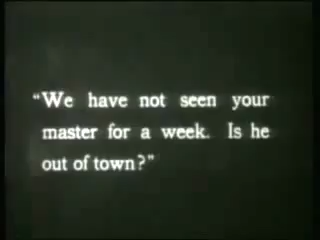 "We have not seen your
master for a week. Is he
out of town?"